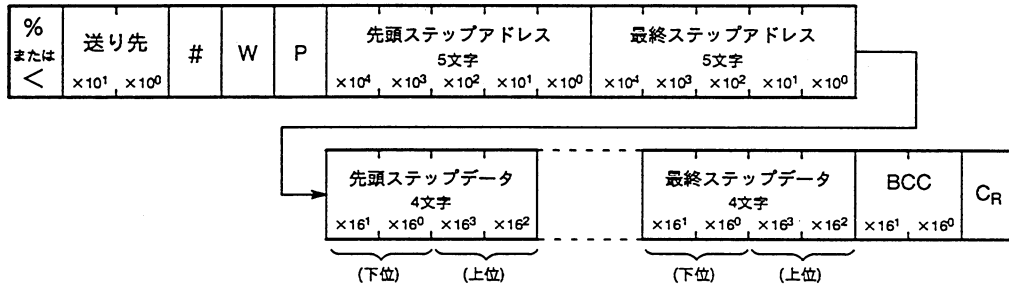 %
または
<
送り先
×10¹ ×10⁰
#
W
P
先頭ステップアドレス
5文字
×10⁴ ×10³ ×10² ×10¹ ×10⁰
最終ステップアドレス
5文字
×10⁴ ×10³ ×10² ×10¹ ×10⁰
先頭ステップデータ
4文字
×16¹ ×16⁰ ×16³ ×16²
(下位) (上位)
最終ステップデータ
4文字
×16¹ ×16⁰ ×16³ ×16²
(下位) (上位)
BCC
×16¹ ×16⁰
CR